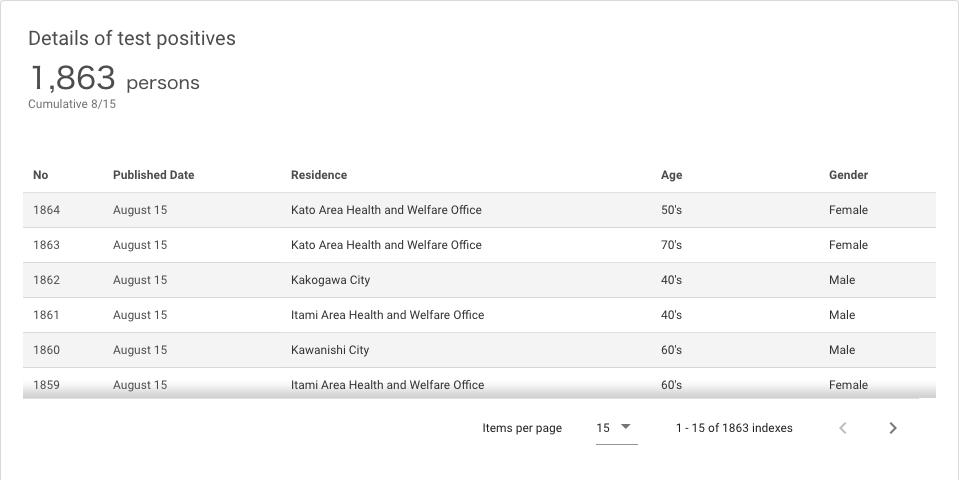 Details of test positives
1,863 persons
Cumulative 8/15
No Published Date Residence Age Gender
1864 August 15 Kato Area Health and Welfare Office 50's Female
1863 August 15 Kato Area Health and Welfare Office 70's Female
1862 August 15 Kakogawa City 40's Male
1861 August 15 Itami Area Health and Welfare Office 40's Male
1860 August 15 Kawanishi City 60's Male
1859 August 15 Itami Area Health and Welfare Office 60's Female
Items per page 15 1 - 15 of 1863 indexes